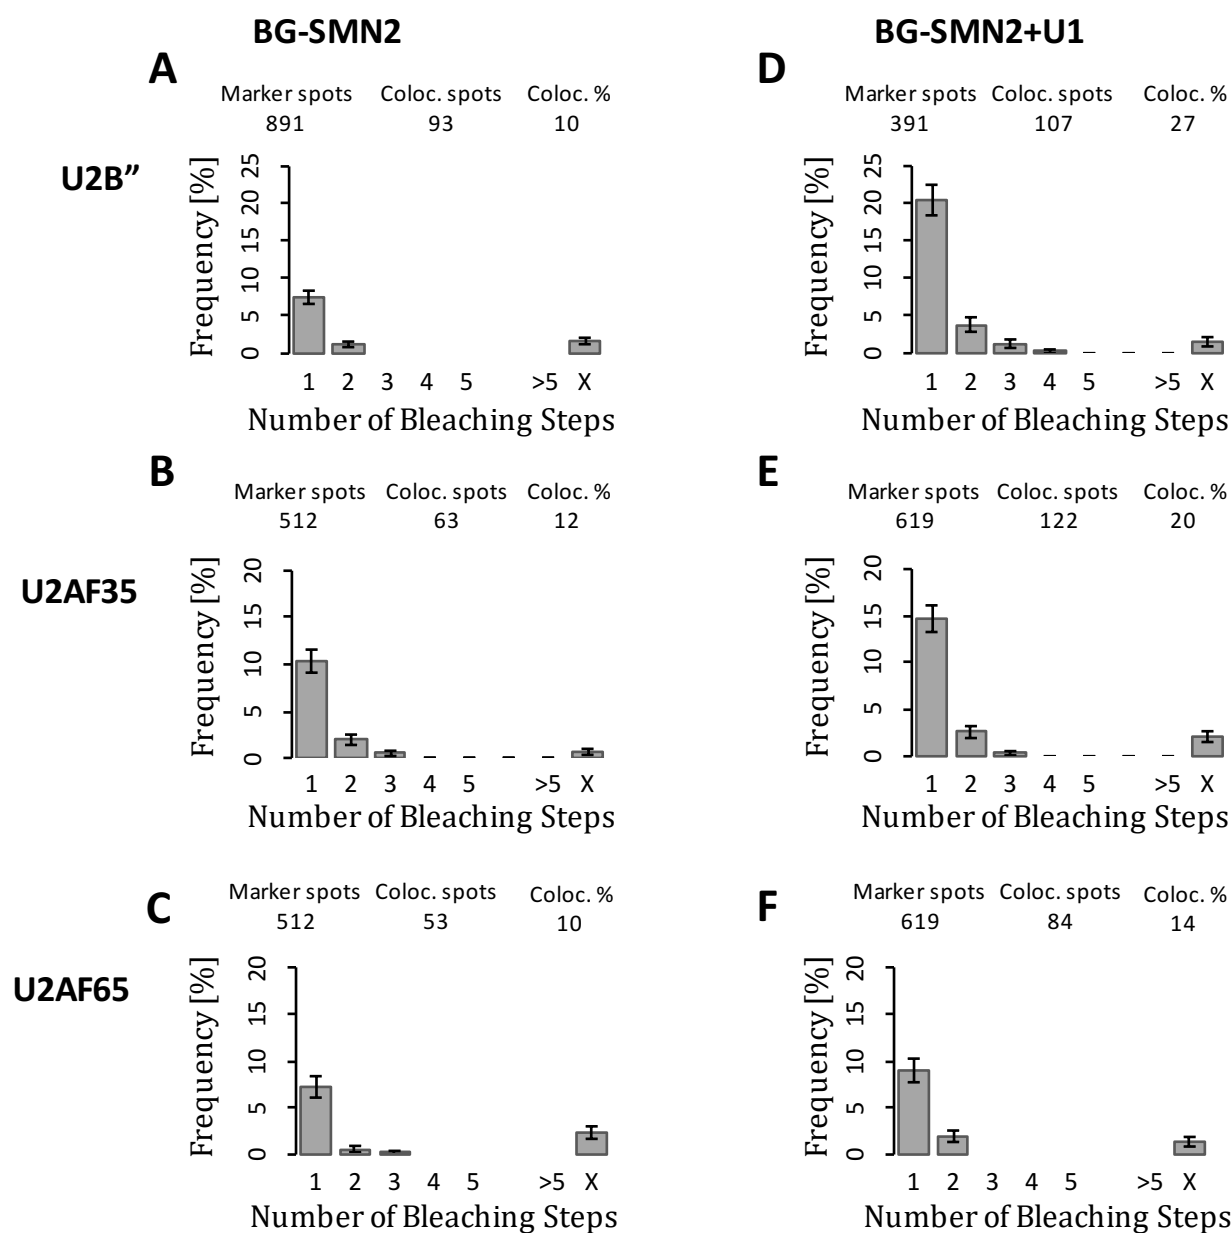 BG-SMN2
BG-SMN2+U1
U2B”
A
Marker spots Coloc. spots Coloc. %
891 93 10
Frequency [%]
25
20
15
10
5
0
1 2 3 4 5 >5 X
Number of Bleaching Steps
D
Marker spots Coloc. spots Coloc. %
391 107 27
Frequency [%]
25
20
15
10
5
0
1 2 3 4 5 >5 X
Number of Bleaching Steps
U2AF35
B
Marker spots Coloc. spots Coloc. %
512 63 12
Frequency [%]
20
15
10
5
0
1 2 3 4 5 >5 X
Number of Bleaching Steps
E
Marker spots Coloc. spots Coloc. %
619 122 20
Frequency [%]
20
15
10
5
0
1 2 3 4 5 >5 X
Number of Bleaching Steps
U2AF65
C
Marker spots Coloc. spots Coloc. %
512 53 10
Frequency [%]
20
15
10
5
0
1 2 3 4 5 >5 X
Number of Bleaching Steps
F
Marker spots Coloc. spots Coloc. %
619 84 14
Frequency [%]
20
15
10
5
0
1 2 3 4 5 >5 X
Number of Bleaching Steps